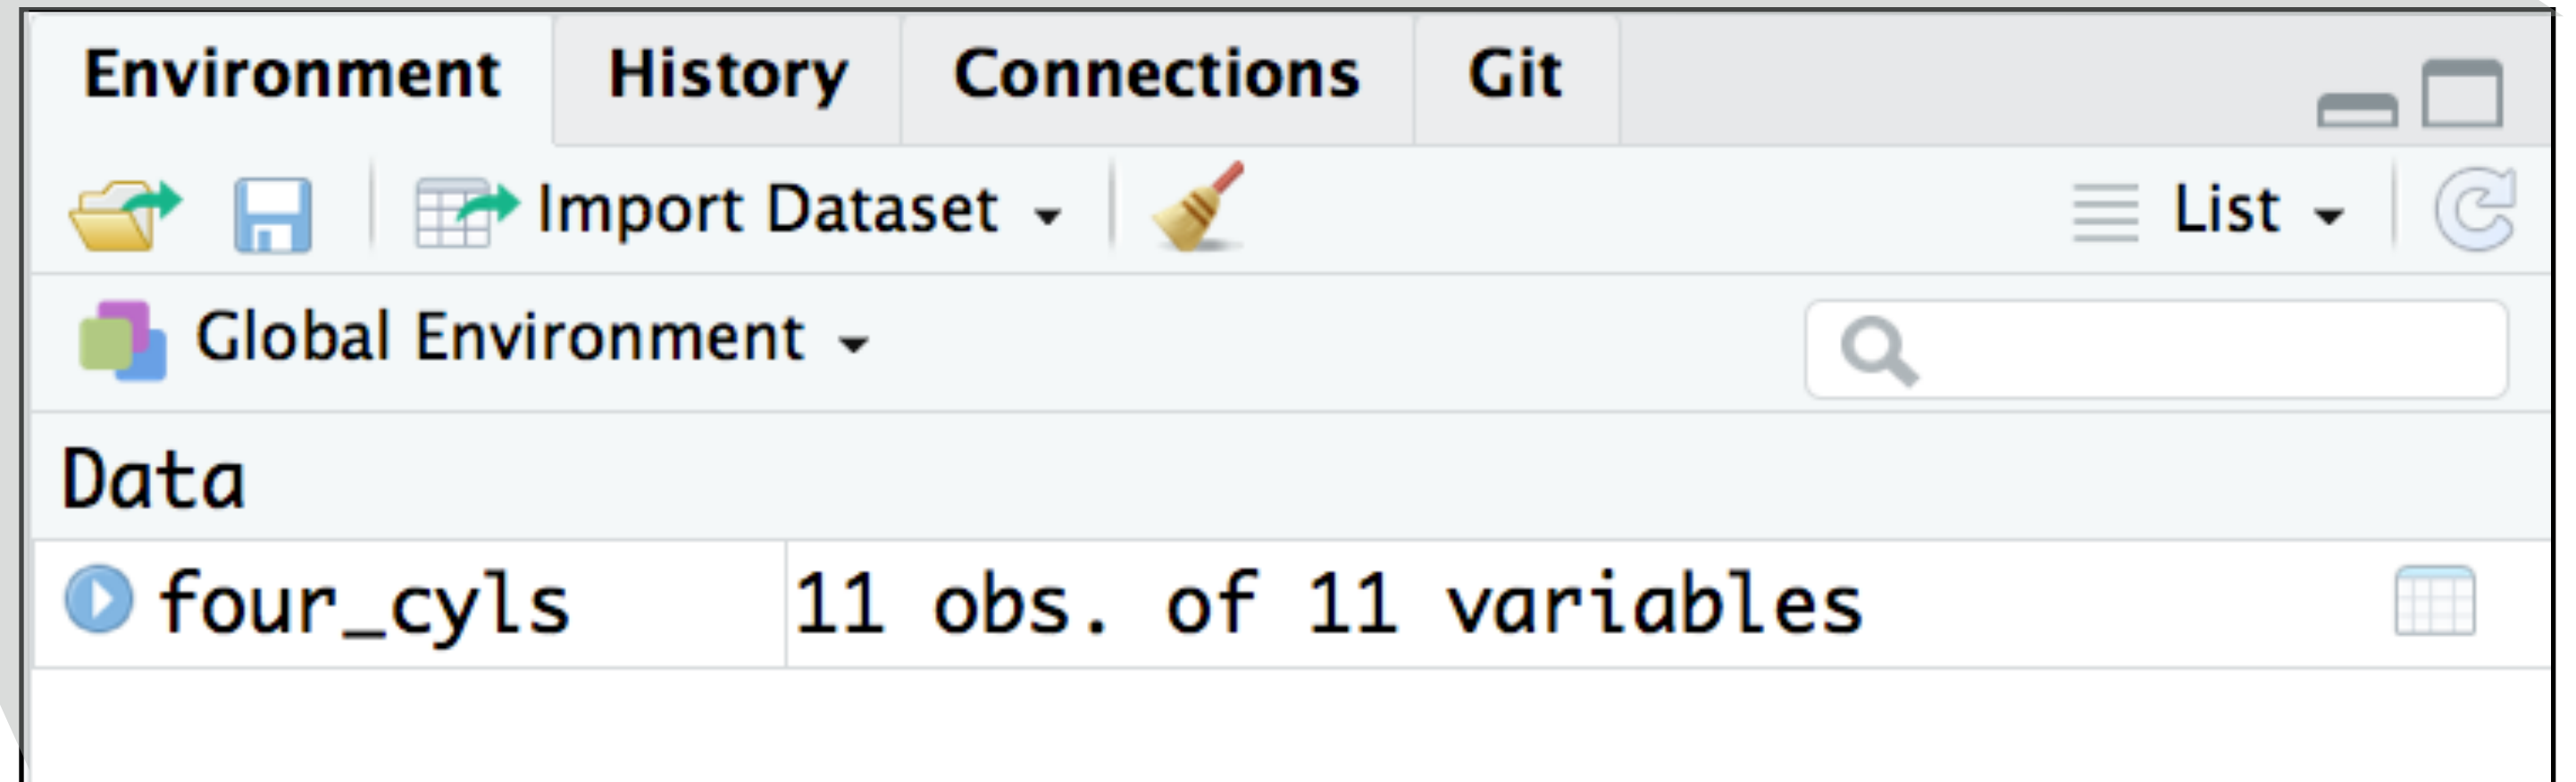 Environment History Connections Git
Import Dataset List
Global Environment
Data
four_cyls 11 obs. of 11 variables